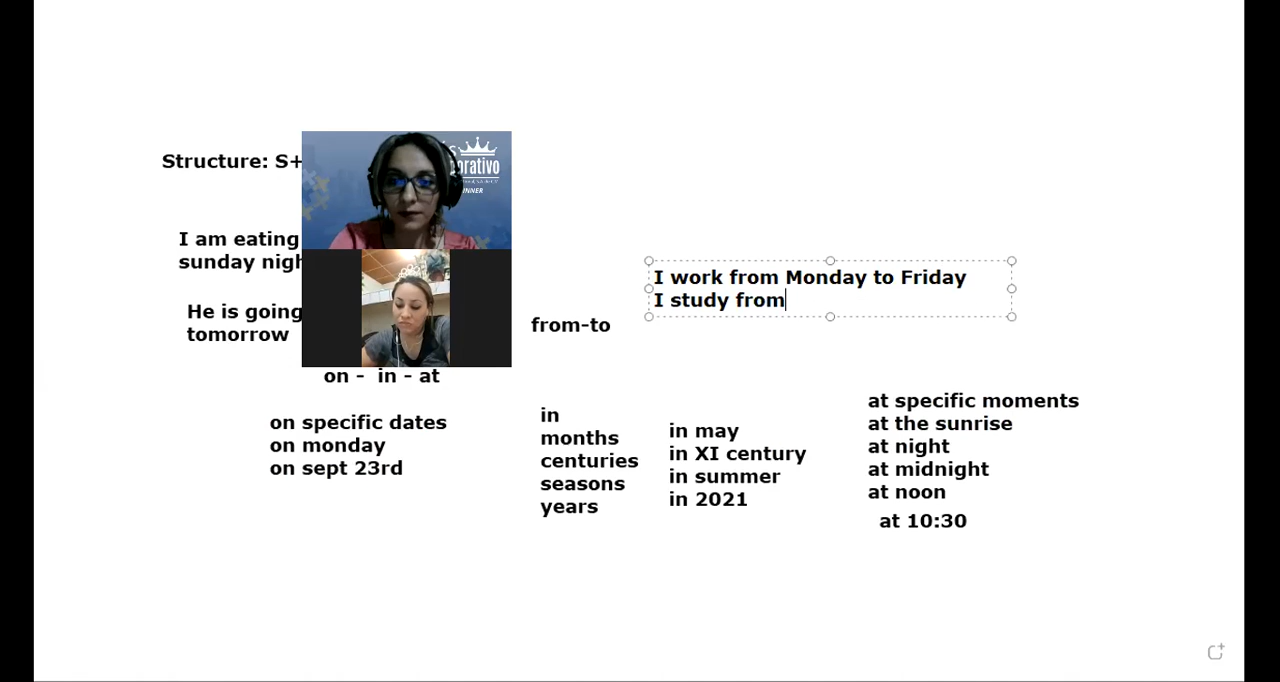 Structure: S+
I am eating
sunday nigh
He is going
tomorrow
orativo
INNER
from-to
I work from Monday to Friday
I study from
on - in - at
on specific dates
on monday
on sept 23rd
in
months
centuries
seasons
years
in may
in XI century
in summer
in 2021
at specific moments
at the sunrise
at night
at midnight
at noon
at 10:30